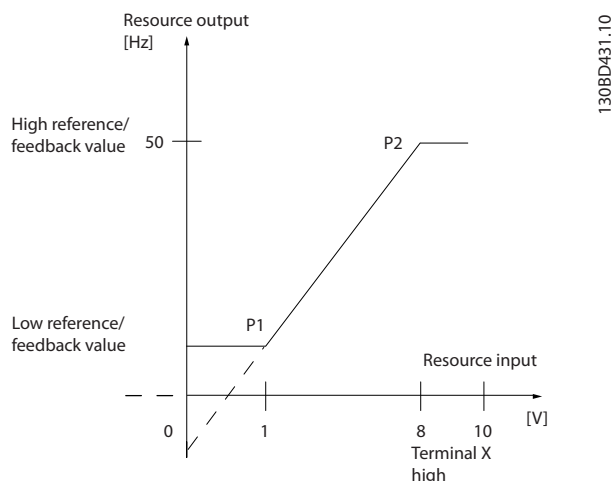 Resource output
[Hz]
130BD431.10
High reference/
feedback value
50
P2
Low reference/
feedback value
P1
Resource input
[V]
0
1
8
10
Terminal X
high